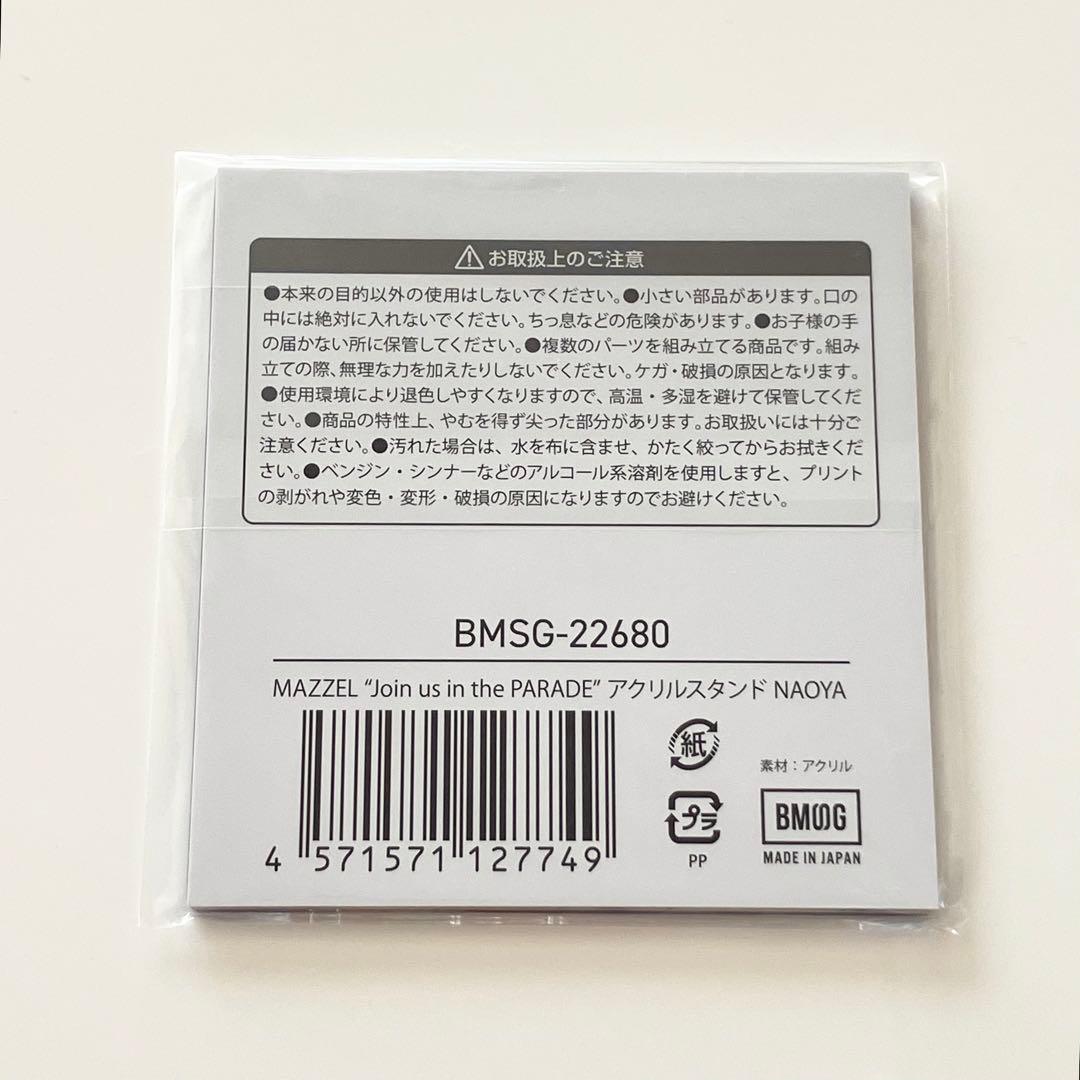 ⚠ お取扱上のご注意
●本来の目的以外の使用はしないでください。●小さい部品があります。口の
中には絶対に入れないでください。ちっ息などの危険があります。●お子様の手
の届かない所に保管してください。●複数のパーツを組み立てる商品です。組み
立ての際、無理な力を加えたりしないでください。ケガ・破損の原因となります。
●使用環境により退色しやすくなりますので、高温・多湿を避けて保管してくだ
さい。●商品の特性上、やむを得ず尖った部分があります。お取扱いには十分ご
注意ください。●汚れた場合は、水を布に含ませ、かたく絞ってからお拭きくだ
さい。●ベンジン・シンナーなどのアルコール系溶剤を使用しますと、プリント
の剥がれや変色・変形・破損の原因になりますのでお避けください。
BMSG-22680
MAZZEL “Join us in the PARADE” アクリルスタンド NAOYA
紙
素材：アクリル
プラ
PP
BMSG
MADE IN JAPAN
4 571571 127749